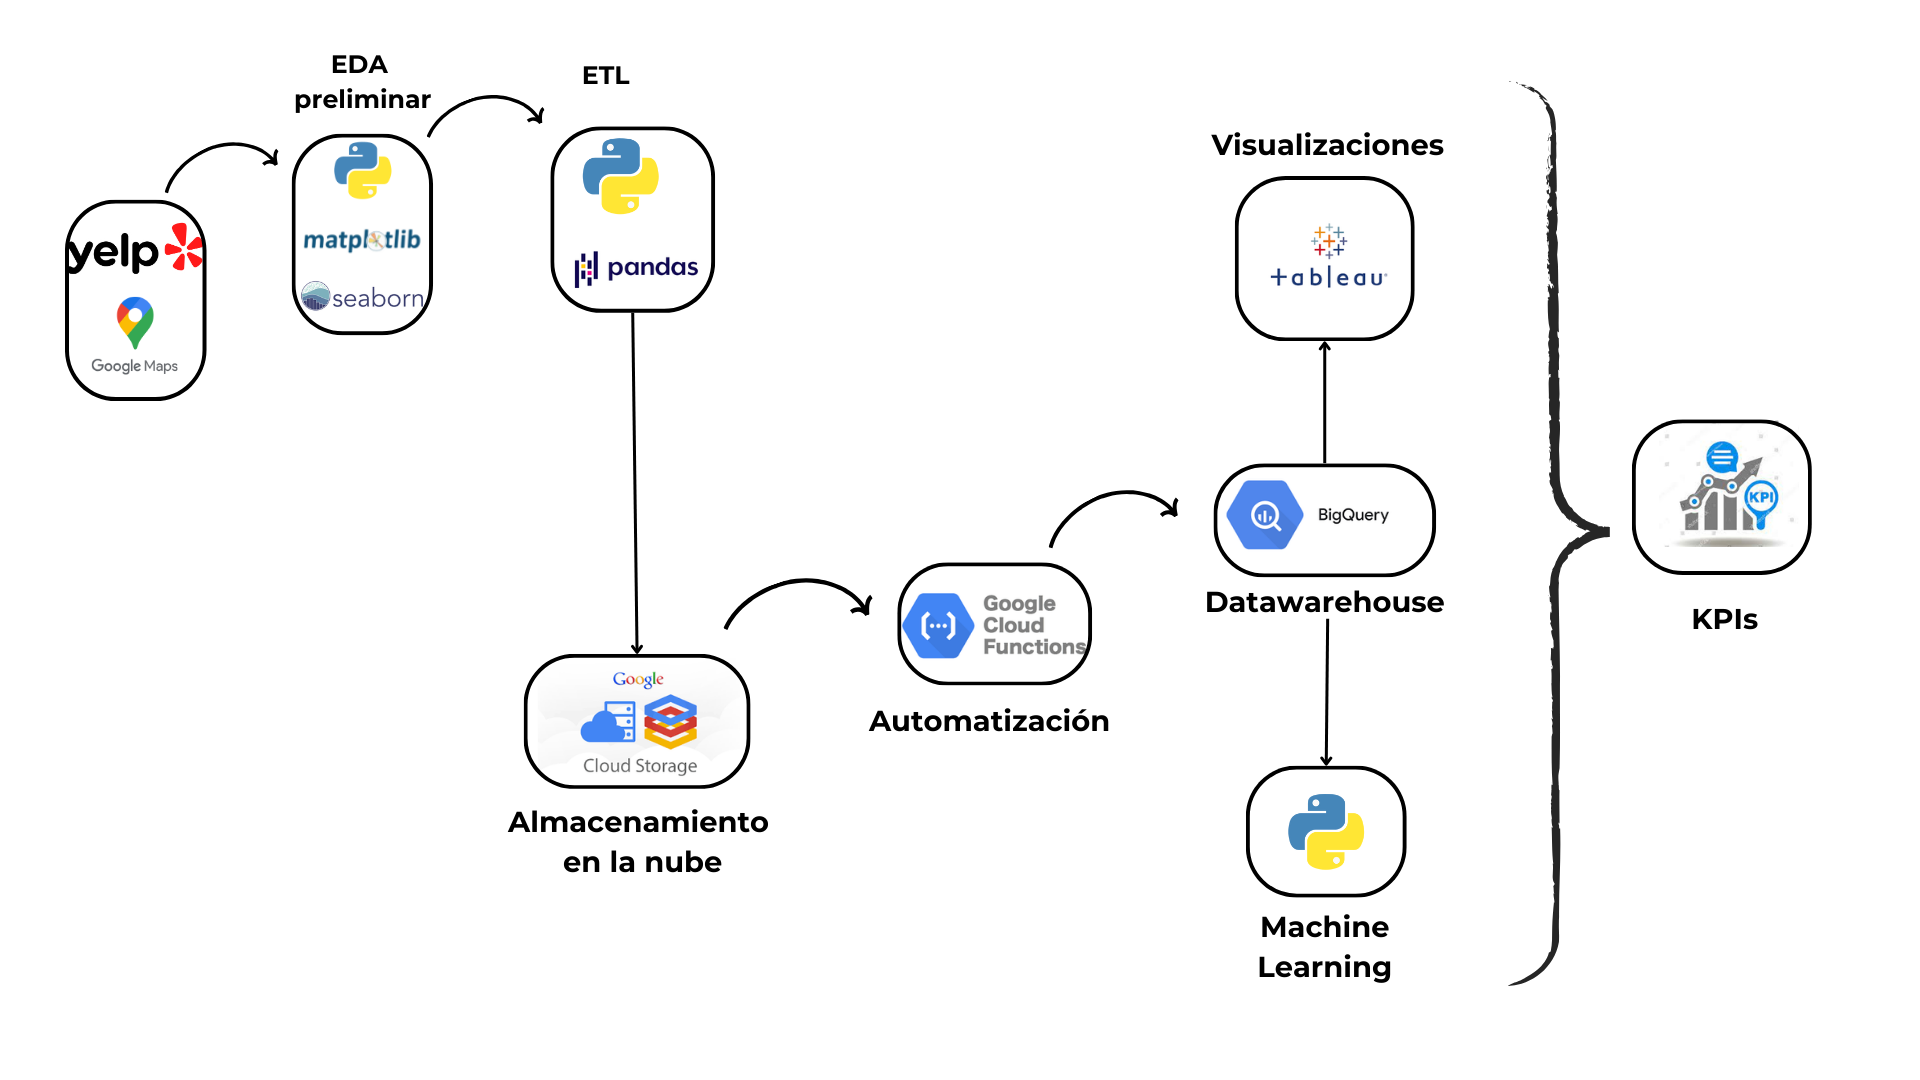 EDA
preliminar
ETL
yelp
Google Maps
matplotlib
seaborn
pandas
Visualizaciones
tableau
BigQuery
Datawarehouse
Google
Cloud
Functions
Automatización
Google
Cloud Storage
Almacenamiento
en la nube
Machine
Learning
KPI
KPIs